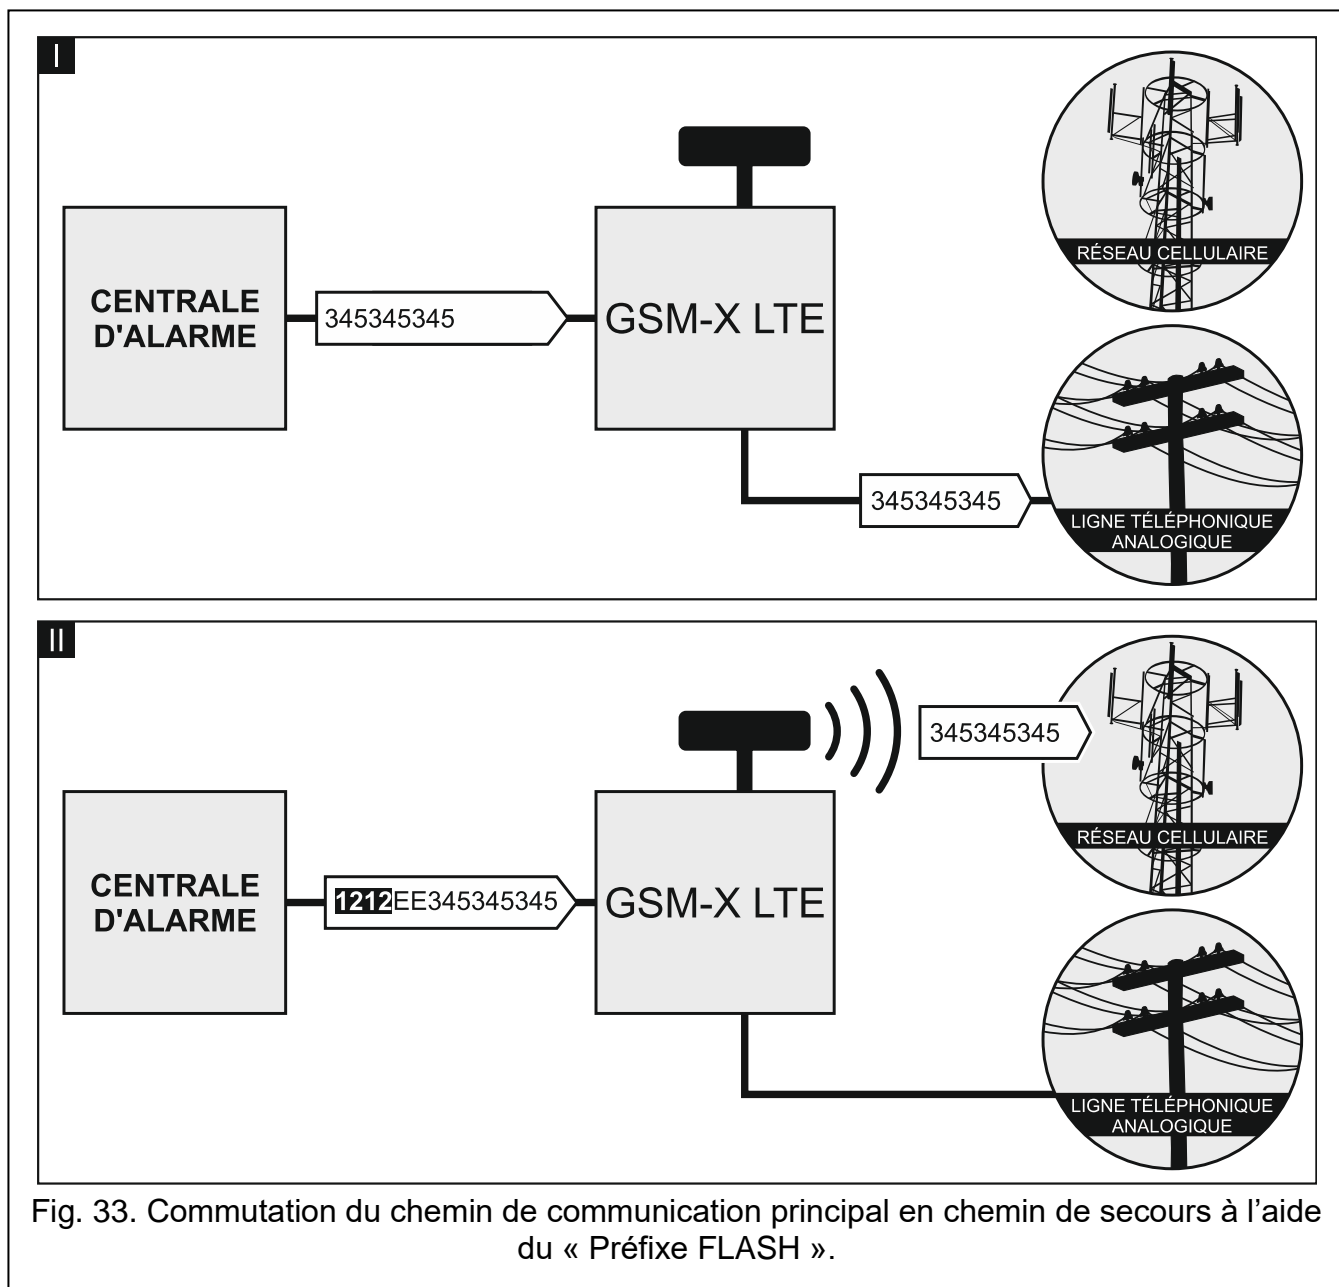 I
RÉSEAU CELLULAIRE
CENTRALE
D'ALARME
345345345
GSM-X LTE
345345345
LIGNE TÉLÉPHONIQUE
ANALOGIQUE
II
345345345
RÉSEAU CELLULAIRE
CENTRALE
D'ALARME
1212EE345345345
GSM-X LTE
LIGNE TÉLÉPHONIQUE
ANALOGIQUE
Fig. 33. Commutation du chemin de communication principal en chemin de secours à l’aide
du « Préfixe FLASH ».